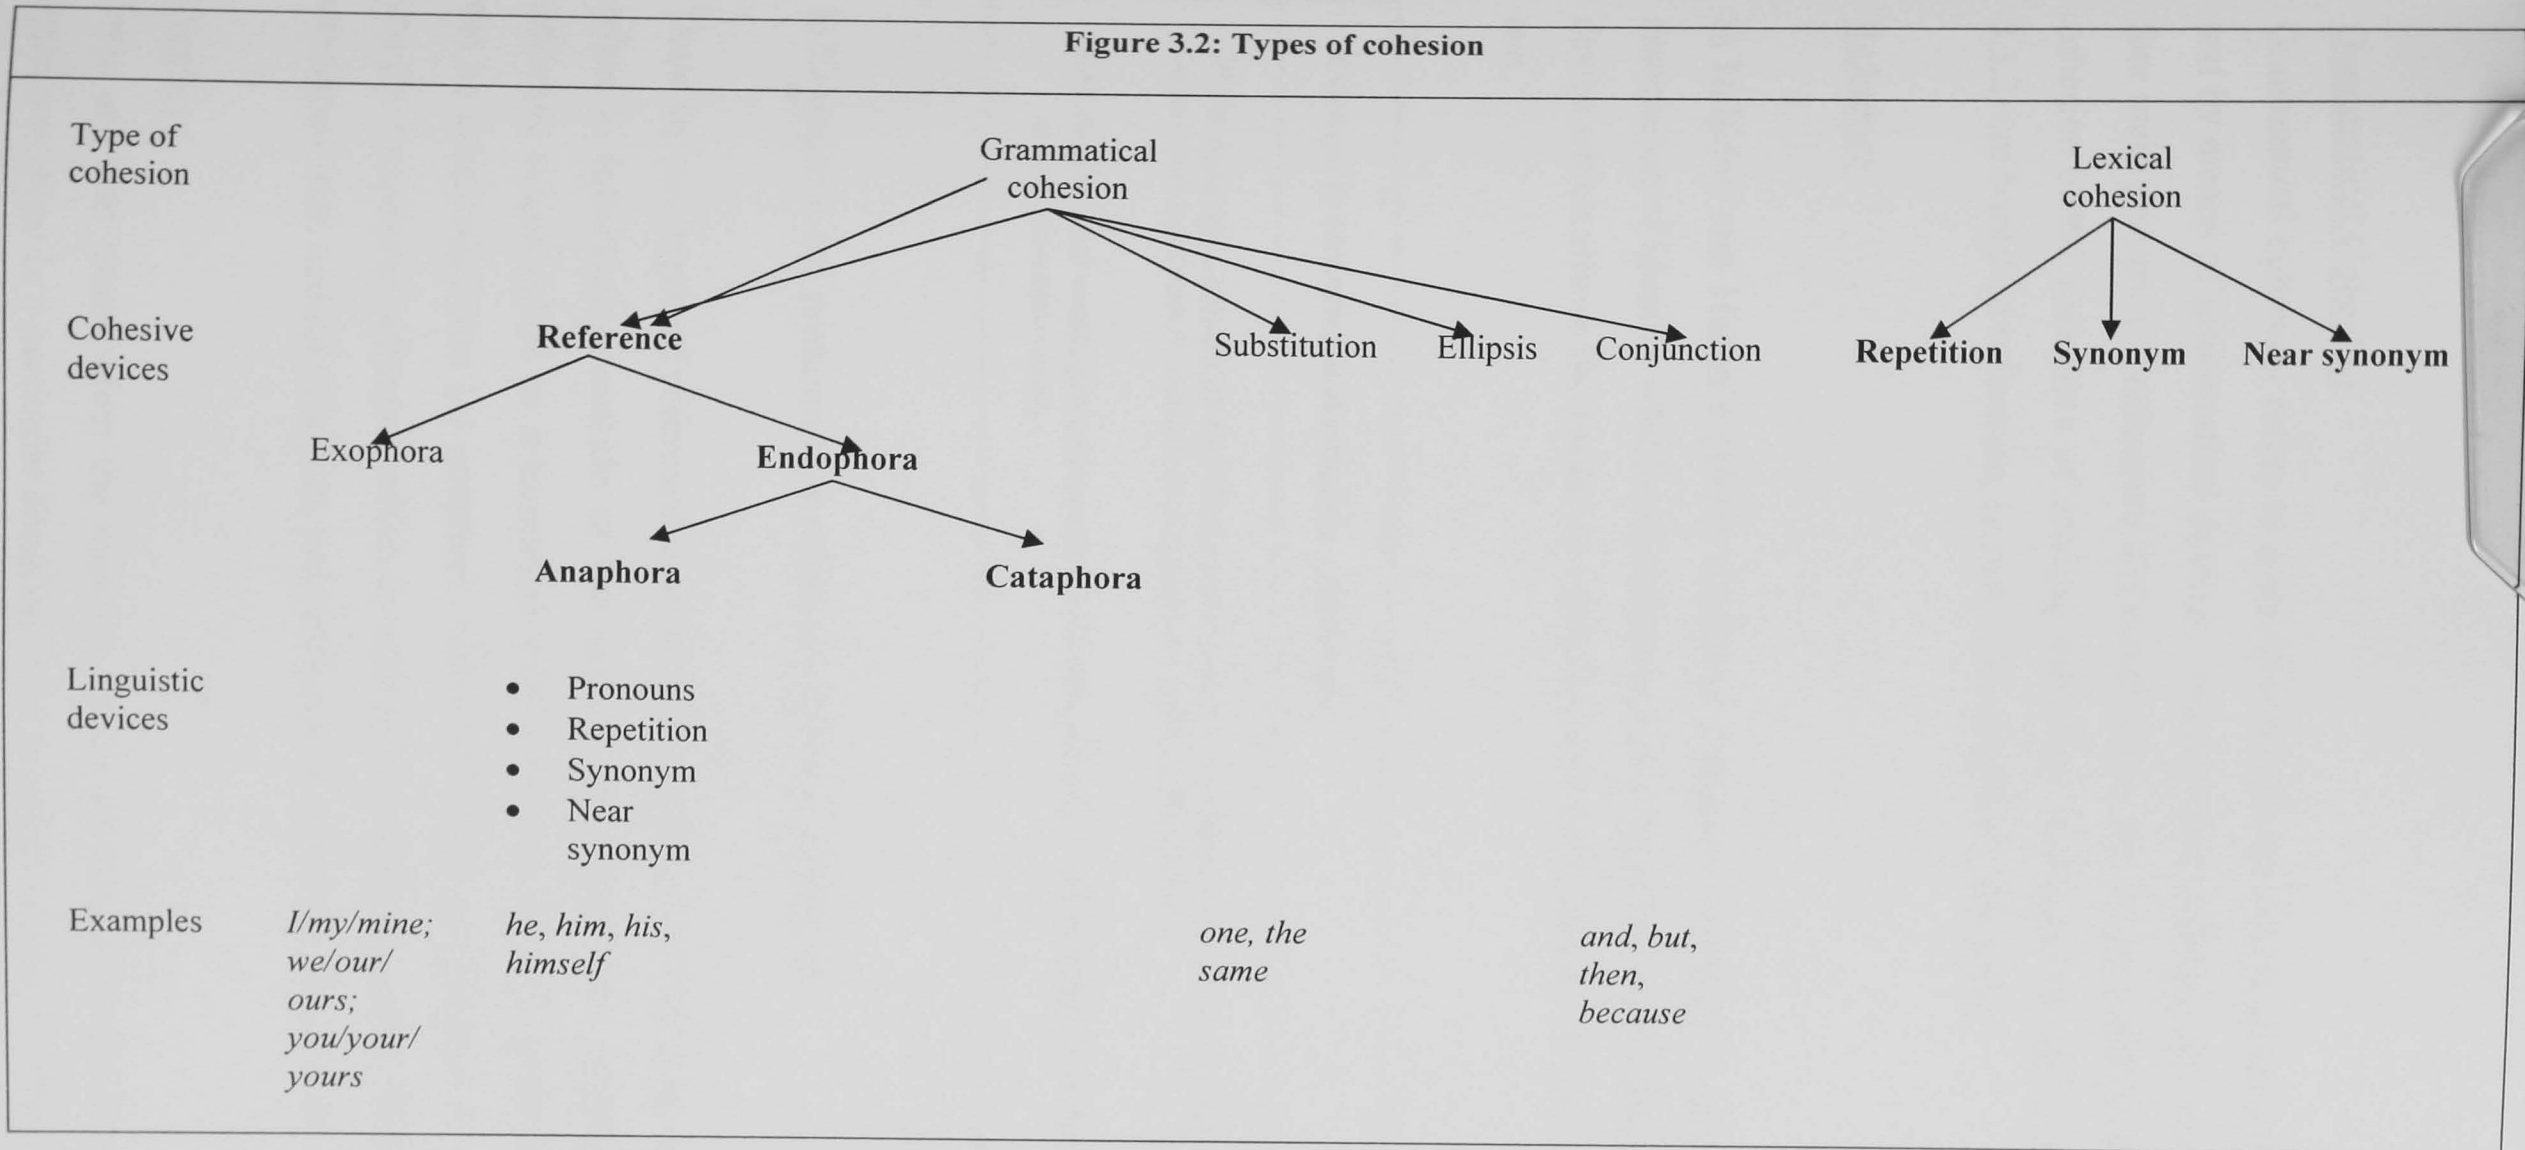 Figure 3.2: Types of cohesion
Type of
cohesion
Grammatical
cohesion
Lexical
cohesion
Cohesive
devices
Reference
Substitution
Ellipsis
Conjunction
Repetition
Synonym
Near synonym
Exophora
Endophora
Anaphora
Cataphora
Linguistic
devices
• Pronouns
• Repetition
• Synonym
• Near
synonym
Examples
I/my/mine;
we/our/
ours;
you/your/
yours
he, him, his,
himself
one, the
same
and, but,
then,
because